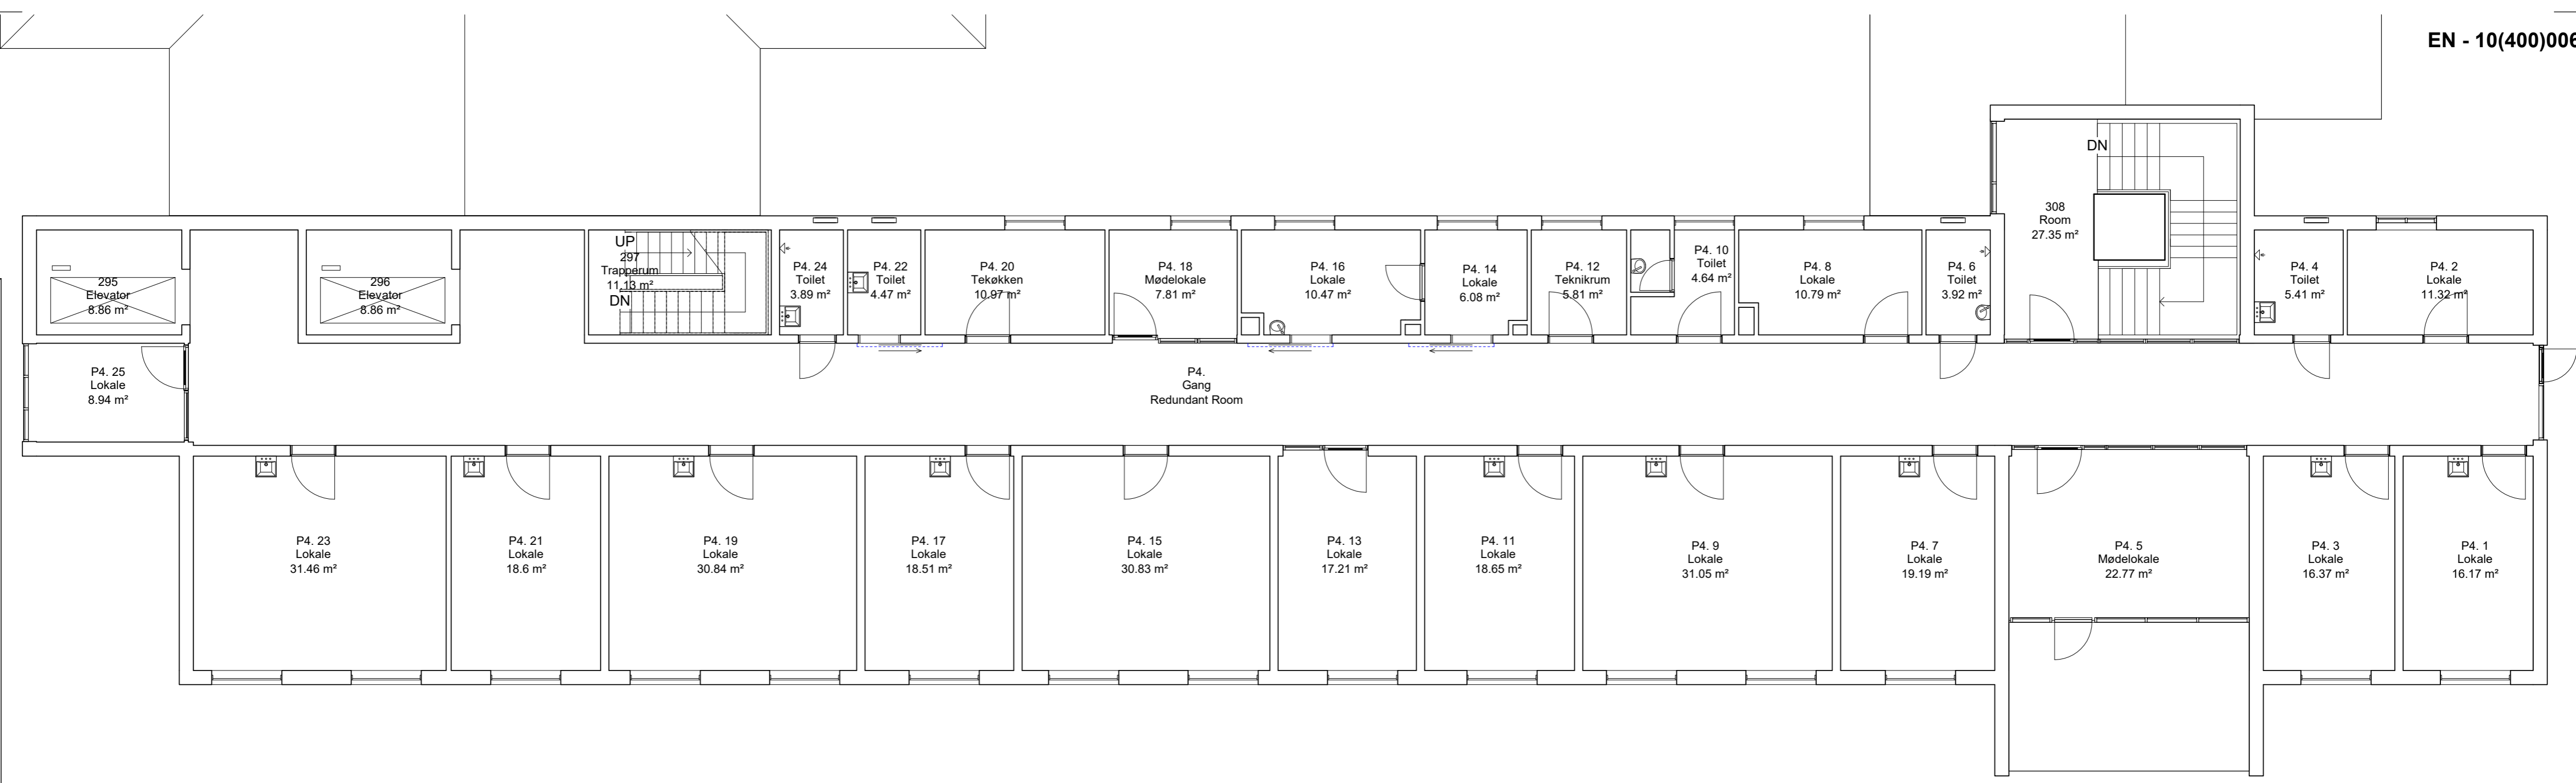 EN - 10(400)006
DN
308
Room
27.35 m²
UP
297
Trapperum
11.13 m²
DN
295
Elevator
8.86 m²
296
Elevator
8.86 m²
P4. 24
Toilet
3.89 m²
P4. 22
Toilet
4.47 m²
P4. 20
Tekøkken
10.97 m²
P4. 18
Mødelokale
7.81 m²
P4. 16
Lokale
10.47 m²
P4. 14
Lokale
6.08 m²
P4. 12
Teknikrum
5.81 m²
P4. 10
Toilet
4.64 m²
P4. 8
Lokale
10.79 m²
P4. 6
Toilet
3.92 m²
P4. 4
Toilet
5.41 m²
P4. 2
Lokale
11.32 m²
P4. 25
Lokale
8.94 m²
P4.
Gang
Redundant Room
P4. 23
Lokale
31.46 m²
P4. 21
Lokale
18.6 m²
P4. 19
Lokale
30.84 m²
P4. 17
Lokale
18.51 m²
P4. 15
Lokale
30.83 m²
P4. 13
Lokale
17.21 m²
P4. 11
Lokale
18.65 m²
P4. 9
Lokale
31.05 m²
P4. 7
Lokale
19.19 m²
P4. 5
Mødelokale
22.77 m²
P4. 3
Lokale
16.37 m²
P4. 1
Lokale
16.17 m²